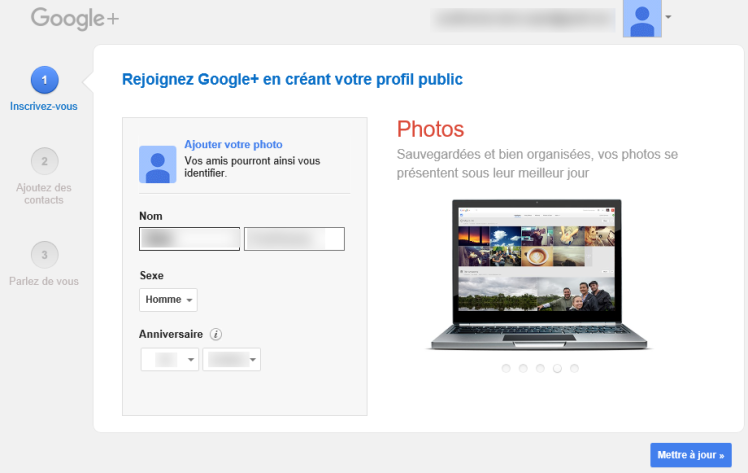 Google+
1
Inscrivez-vous
2
Ajoutez des
contacts
3
Parlez de vous
Rejoignez Google+ en créant votre profil public
Ajouter votre photo
Vos amis pourront ainsi vous
identifier.
Nom
Sexe
Homme
Anniversaire i
Photos
Sauvegardées et bien organisées, vos photos se
présentent sous leur meilleur jour
Mettre à jour »